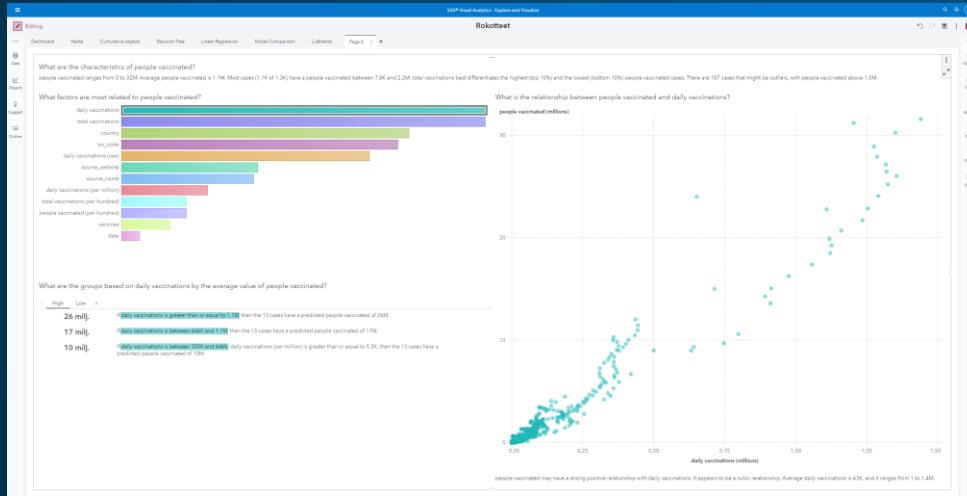 SAS® Visual Analytics - Explore and Visualize
Editing
Rokotteet
Dashboard
Kartta
Cumulative objects
Decision Tree
Linear Regression
Model Comparison
Lisätiedot
Page 8
Data
Objects
Suggest
Outline
What are the characteristics of people vaccinated?
people vaccinated ranges from 0 to 32M. Average people vaccinated is 1.1M. Most cases (1.1K of 1.3K) have a people vaccinated between 7.8K and 2.2M. total vaccinations best differentiates the highest (top 10%) and the lowest (bottom 10%) people vaccinated cases. There are 187 cases that might be outliers, with people vaccinated above 1.5M.
What factors are most related to people vaccinated?
daily vaccinations
total vaccinations
country
iso_code
daily vaccinations (raw)
source_website
source_name
daily vaccinations (per million)
total vaccinations (per hundred)
people vaccinated (per hundred)
vaccines
date
What is the relationship between people vaccinated and daily vaccinations?
people vaccinated (millions)
30
20
10
0
0,00
0,25
0,50
0,75
1,00
1,25
1,50
daily vaccinations (millions)
people vaccinated may have a strong positive relationship with daily vaccinations. It appears to be a cubic relationship. Average daily vaccinations is 63K, and it ranges from 1 to 1.4M.
What are the groups based on daily vaccinations by the average value of people vaccinated?
High
Low
26 milj.
If daily vaccinations is greater than or equal to 1.1M, then the 13 cases have a predicted people vaccinated of 26M.
17 milj.
If daily vaccinations is between 646K and 1.1M, then the 13 cases have a predicted people vaccinated of 17M.
10 milj.
If daily vaccinations is between 350K and 646K, daily vaccinations (per million) is greater than or equal to 5.5K, then the 13 cases have a
predicted people vaccinated of 10M.